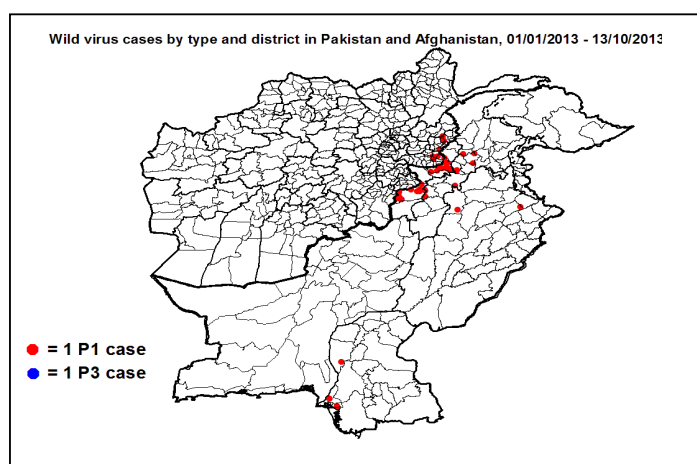 Wild virus cases by type and district in Pakistan and Afghanistan, 01/01/2013 - 13/10/2013
= 1 P1 case
= 1 P3 case